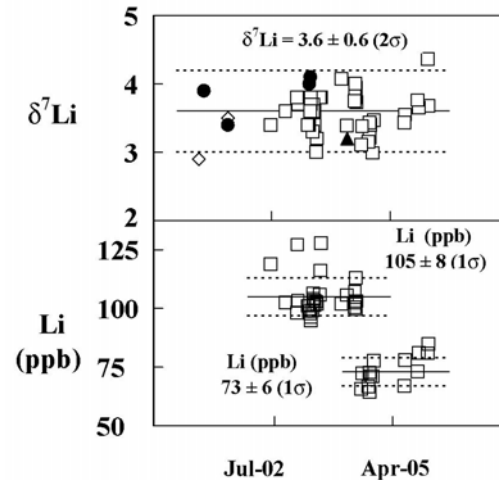 5
δ⁷Li = 3.6 ± 0.6 (2σ)
4
δ⁷Li
3
2
125
Li (ppb)
105 ± 8 (1σ)
Li
(ppb)
100
75
Li (ppb)
73 ± 6 (1σ)
50
Jul-02
Apr-05